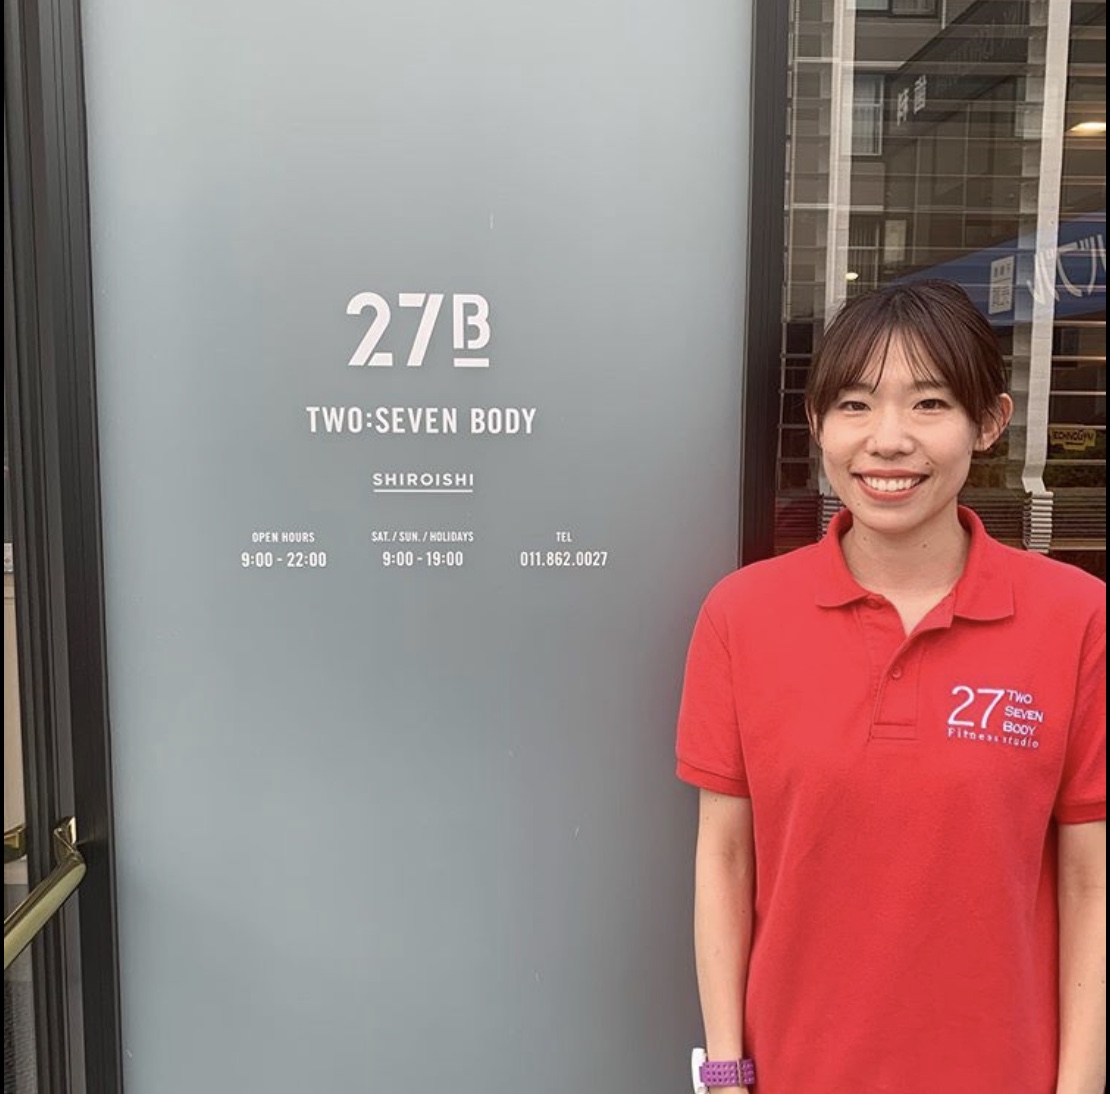 27B
TWO:SEVEN BODY
SHIROISHI
OPEN HOURS
9:00 - 22:00
SAT. / SUN. / HOLIDAYS
9:00 - 19:00
TEL
011.862.0027
27 TWO
SEVEN
BODY
Fitness studio